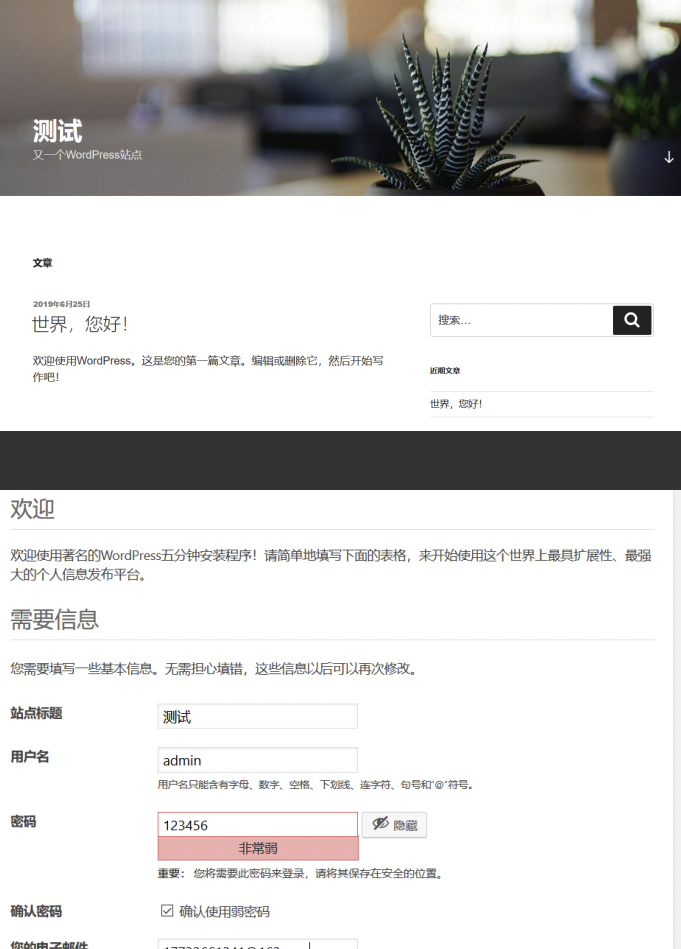 测试
又一个WordPress站点
文章
2019年6月25日
世界，您好！
搜索…
欢迎使用WordPress。这是您的第一篇文章。编辑或删除它，然后开始写
作吧！
近期文章
世界，您好！
欢迎
欢迎使用著名的WordPress五分钟安装程序！请简单地填写下面的表格，来开始使用这个世界上最具扩展性、最强
大的个人信息发布平台。
需要信息
您需要填写一些基本信息。无需担心填错，这些信息以后可以再次修改。
站点标题 测试
用户名 admin
用户名只能含有字母、数字、空格、下划线、连字符、句号和“@”符号。
密码 123456 隐藏
非常弱
重要： 您将需要此密码来登录，请将其保存在安全的位置。
确认密码 确认使用弱密码
您的电子邮件